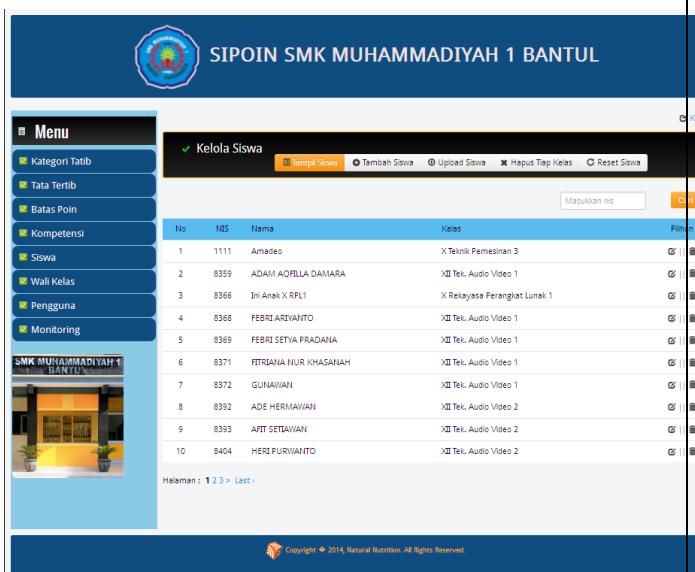 SIPOIN SMK MUHAMMADIYAH 1 BANTUL
K
Menu
Kategori Tatib
Tata Tertib
Batas Poin
Kompetensi
Siswa
Wali Kelas
Pengguna
Monitoring
SMK MUHAMMADIYAH 1
BANTUL
Kelola Siswa
Tampil Siswa Tambah Siswa Upload Siswa Hapus Tiap Kelas Reset Siswa
Masukkan nis Cari
No NIS Nama Kelas Pilihan
1 1111 Amadeo X Teknik Pemesinan 3 ||
2 8359 ADAM AQFILLA DAMARA XII Tek. Audio Video 1 ||
3 8366 Ini Anak X RPL1 X Rekayasa Perangkat Lunak 1 ||
4 8368 FEBRI ARIYANTO XII Tek. Audio Video 1 ||
5 8369 FEBRI SETYA PRADANA XII Tek. Audio Video 1 ||
6 8371 FITRIANA NUR KHASANAH XII Tek. Audio Video 1 ||
7 8372 GUNAWAN XII Tek. Audio Video 1 ||
8 8392 ADE HERMAWAN XII Tek. Audio Video 2 ||
9 8393 AFIT SETIAWAN XII Tek. Audio Video 2 ||
10 8404 HERI PURWANTO XII Tek. Audio Video 2 ||
Halaman : 1 2 3 > Last ›
Copyright � 2014, Natural Nutrition. All Rights Reserved.